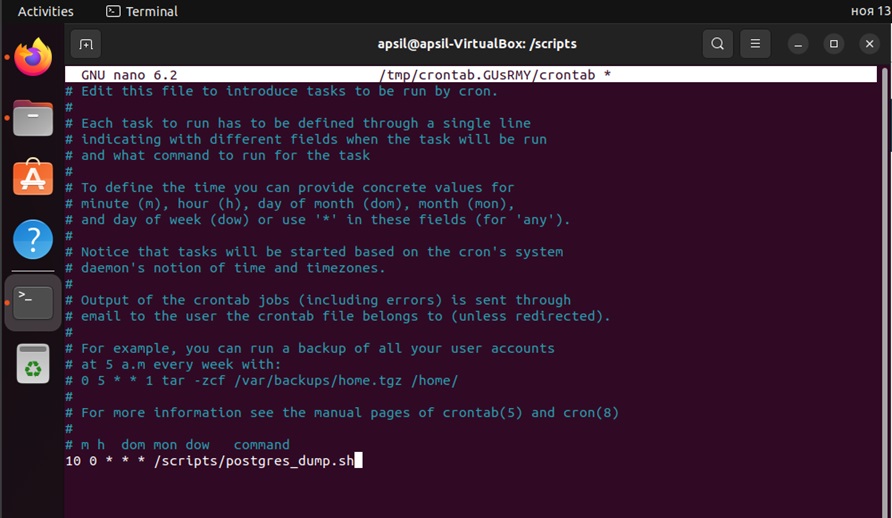 Activities Terminal ноя 13
apsil@apsil-VirtualBox: /scripts
GNU nano 6.2 /tmp/crontab.GUsRMY/crontab *
# Edit this file to introduce tasks to be run by cron.
#
# Each task to run has to be defined through a single line
# indicating with different fields when the task will be run
# and what command to run for the task
#
# To define the time you can provide concrete values for
# minute (m), hour (h), day of month (dom), month (mon),
# and day of week (dow) or use '*' in these fields (for 'any').
#
# Notice that tasks will be started based on the cron's system
# daemon's notion of time and timezones.
#
# Output of the crontab jobs (including errors) is sent through
# email to the user the crontab file belongs to (unless redirected).
#
# For example, you can run a backup of all your user accounts
# at 5 a.m every week with:
# 0 5 * * 1 tar -zcf /var/backups/home.tgz /home/
#
# For more information see the manual pages of crontab(5) and cron(8)
#
# m h  dom mon dow   command
10 0 * * * /scripts/postgres_dump.sh